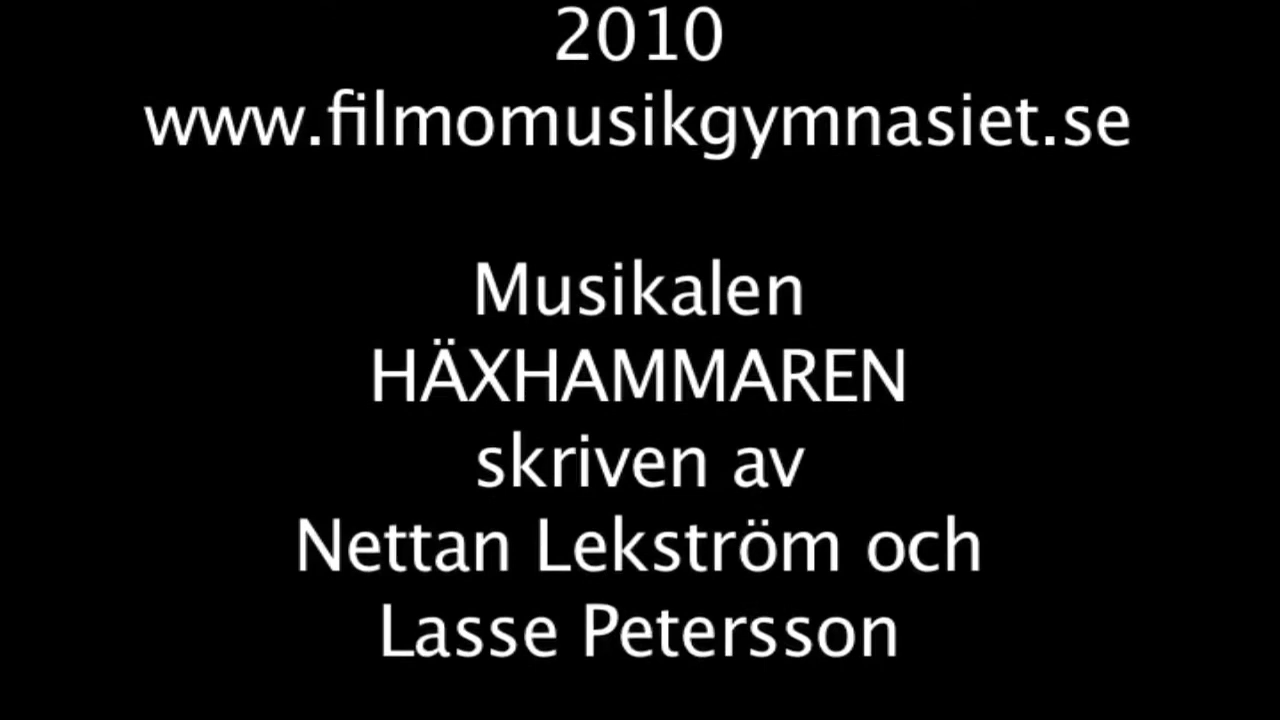 2010
www.filmomusikgymnasiet.se
Musikalen
HÄXHAMMAREN
skriven av
Nettan Lekström och
Lasse Petersson